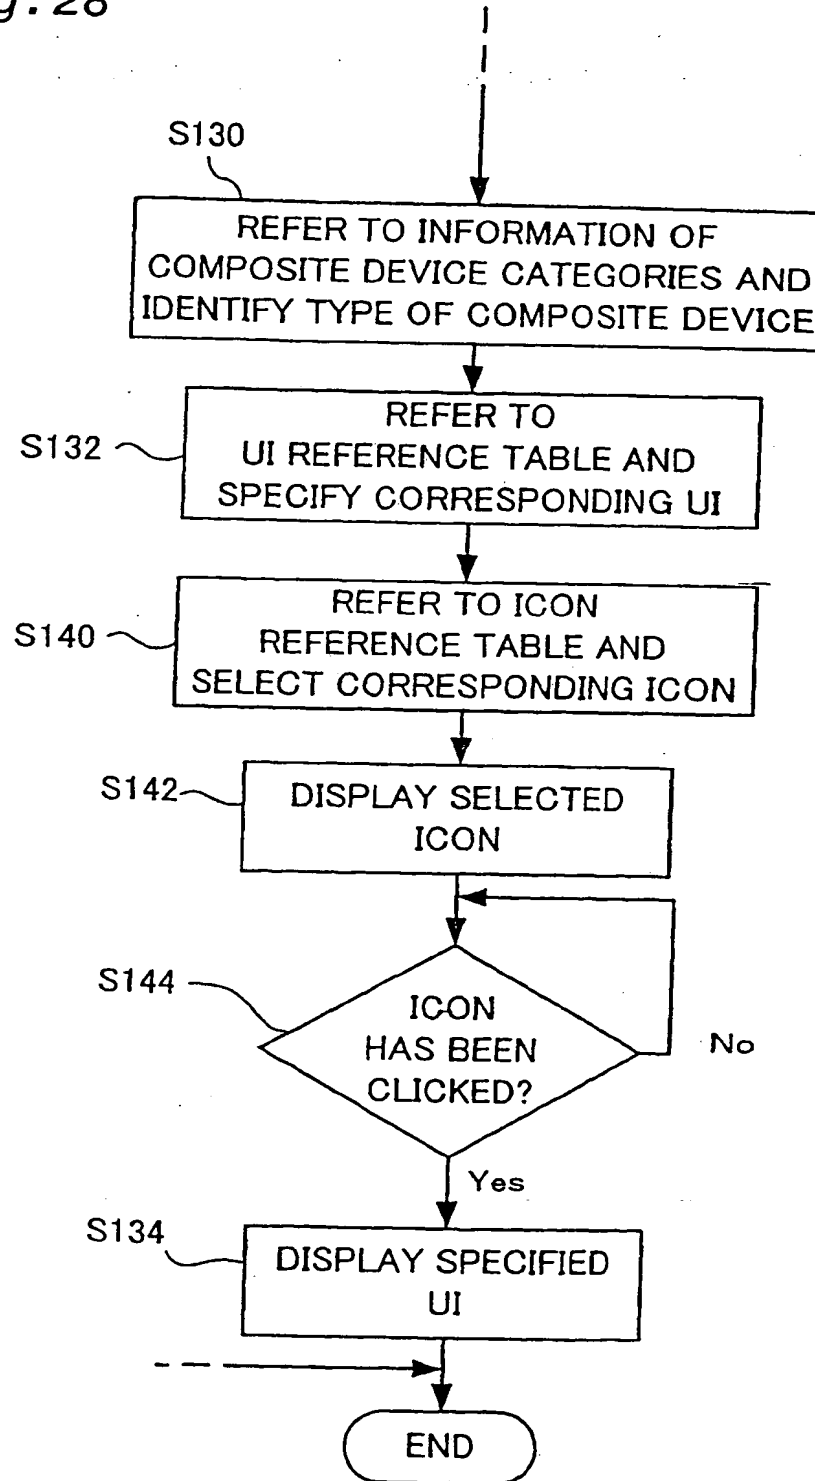 g.28
S130
REFER TO INFORMATION OF
COMPOSITE DEVICE CATEGORIES AND
IDENTIFY TYPE OF COMPOSITE DEVICE
S132
REFER TO
UI REFERENCE TABLE AND
SPECIFY CORRESPONDING UI
S140
REFER TO ICON
REFERENCE TABLE AND
SELECT CORRESPONDING ICON
S142
DISPLAY SELECTED
ICON
S144
ICON
HAS BEEN
CLICKED?
No
Yes
S134
DISPLAY SPECIFIED
UI
END